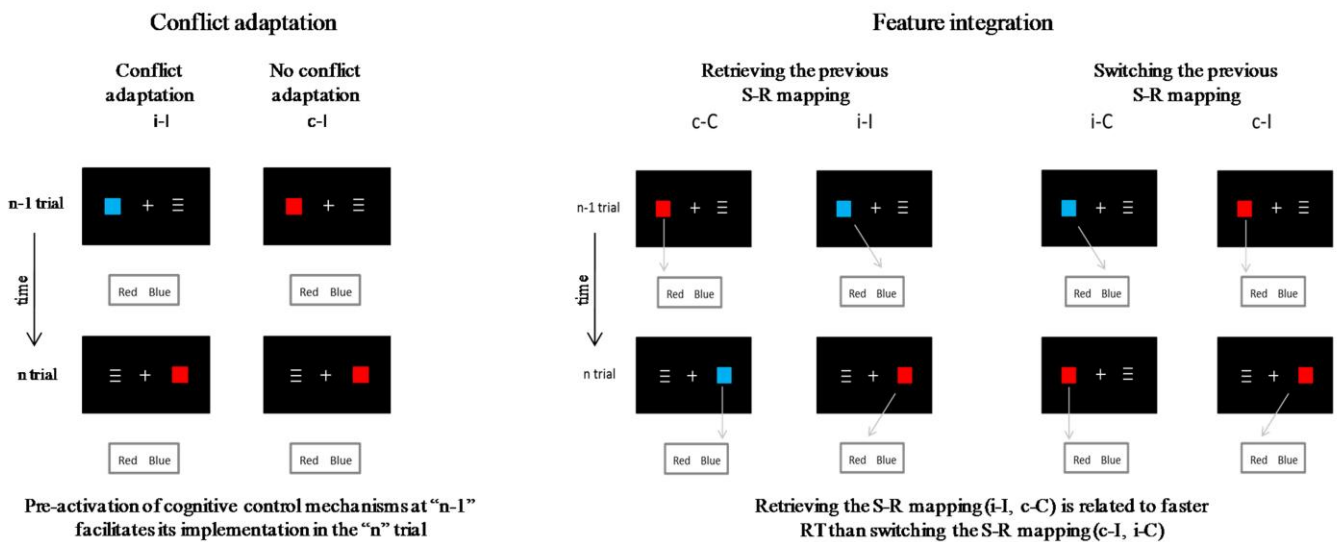 Conflict adaptation
Conflict
adaptation
i-I
No conflict
adaptation
c-I
n-1 trial
time
Red Blue
Red Blue
n trial
Red Blue
Red Blue
Pre-activation of cognitive control mechanisms at “n-1”
facilitates its implementation in the “n” trial
Feature integration
Retrieving the previous
S-R mapping
Switching the previous
S-R mapping
c-C
i-I
i-C
c-I
n-1 trial
time
Red Blue
Red Blue
Red Blue
Red Blue
n trial
Red Blue
Red Blue
Red Blue
Red Blue
Retrieving the S-R mapping (i-I, c-C) is related to faster
RT than switching the S-R mapping (c-I, i-C)